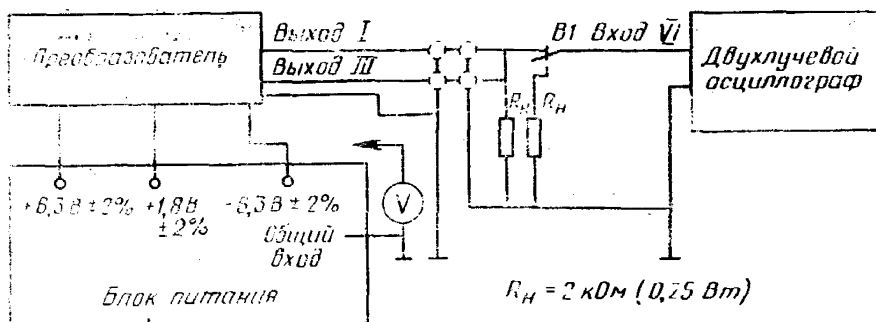 Выход I
В1 Вход VI
Преобразователь
Выход III
Двухлучевой
осциллограф
I I
Rн Rн
+6,3 В ± 2% +1,8 В ± 2% -6,3 В ± 2%
V
Общий
вход
Rн = 2 кОм (0,25 Вт)
Блок питания